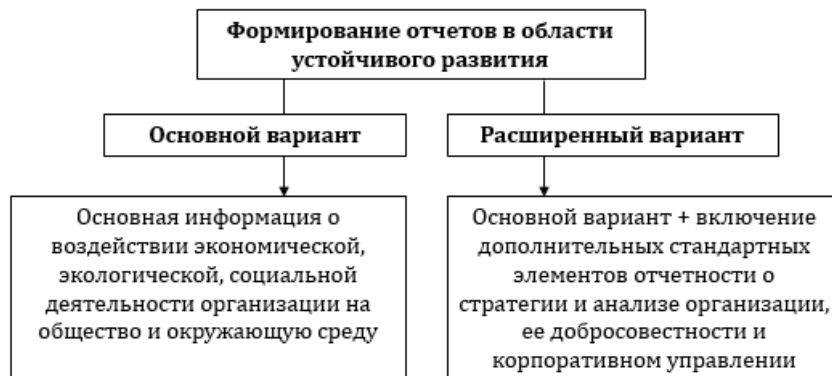 Формирование отчетов в области
устойчивого развития
Основной вариант
Расширенный вариант
Основная информация о
воздействии экономической,
экологической, социальной
деятельности организации на
общество и окружающую среду
Основной вариант + включение
дополнительных стандартных
элементов отчетности о
стратегии и анализе организации,
ее добросовестности и
корпоративном управлении